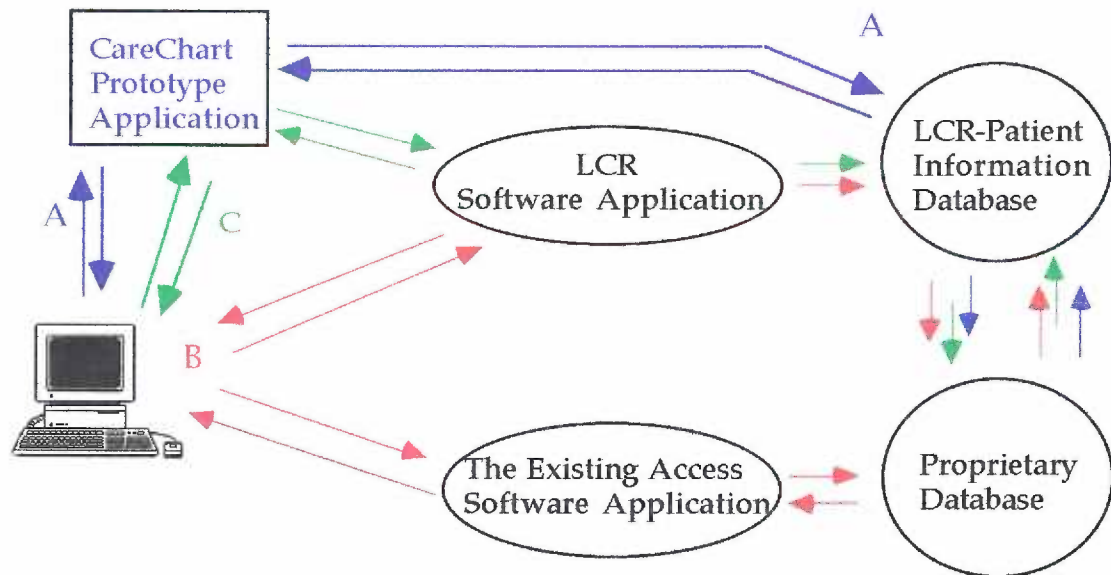 CareChart
Prototype
Application
A
LCR
Software Application
LCR-Patient
Information
Database
A
C
B
The Existing Access
Software Application
Proprietary
Database